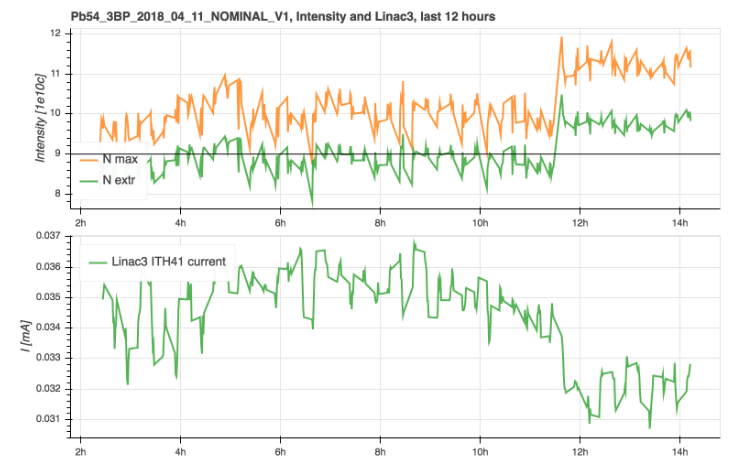 Pb54_3BP_2018_04_11_NOMINAL_V1, Intensity and Linac3, last 12 hours
12
11
10
9
8
Intensity [1e10c]
N max
N extr
2h 4h 6h 8h 10h 12h 14h
0.037
0.036
0.035
0.034
0.033
0.032
0.031
I [mA]
Linac3 ITH41 current
2h 4h 6h 8h 10h 12h 14h